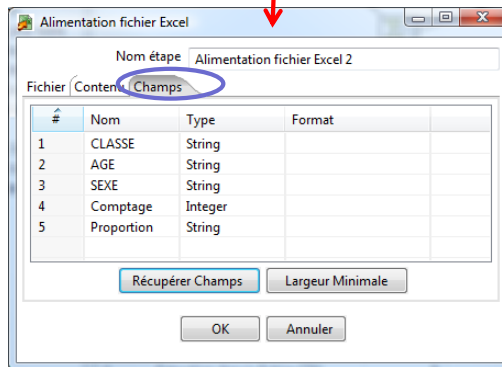 Alimentation fichier Excel
Nom étape Alimentation fichier Excel 2
Fichier Contenu Champs
# Nom Type Format
1 CLASSE String
2 AGE String
3 SEXE String
4 Comptage Integer
5 Proportion String
Récupérer Champs Largeur Minimale
OK Annuler